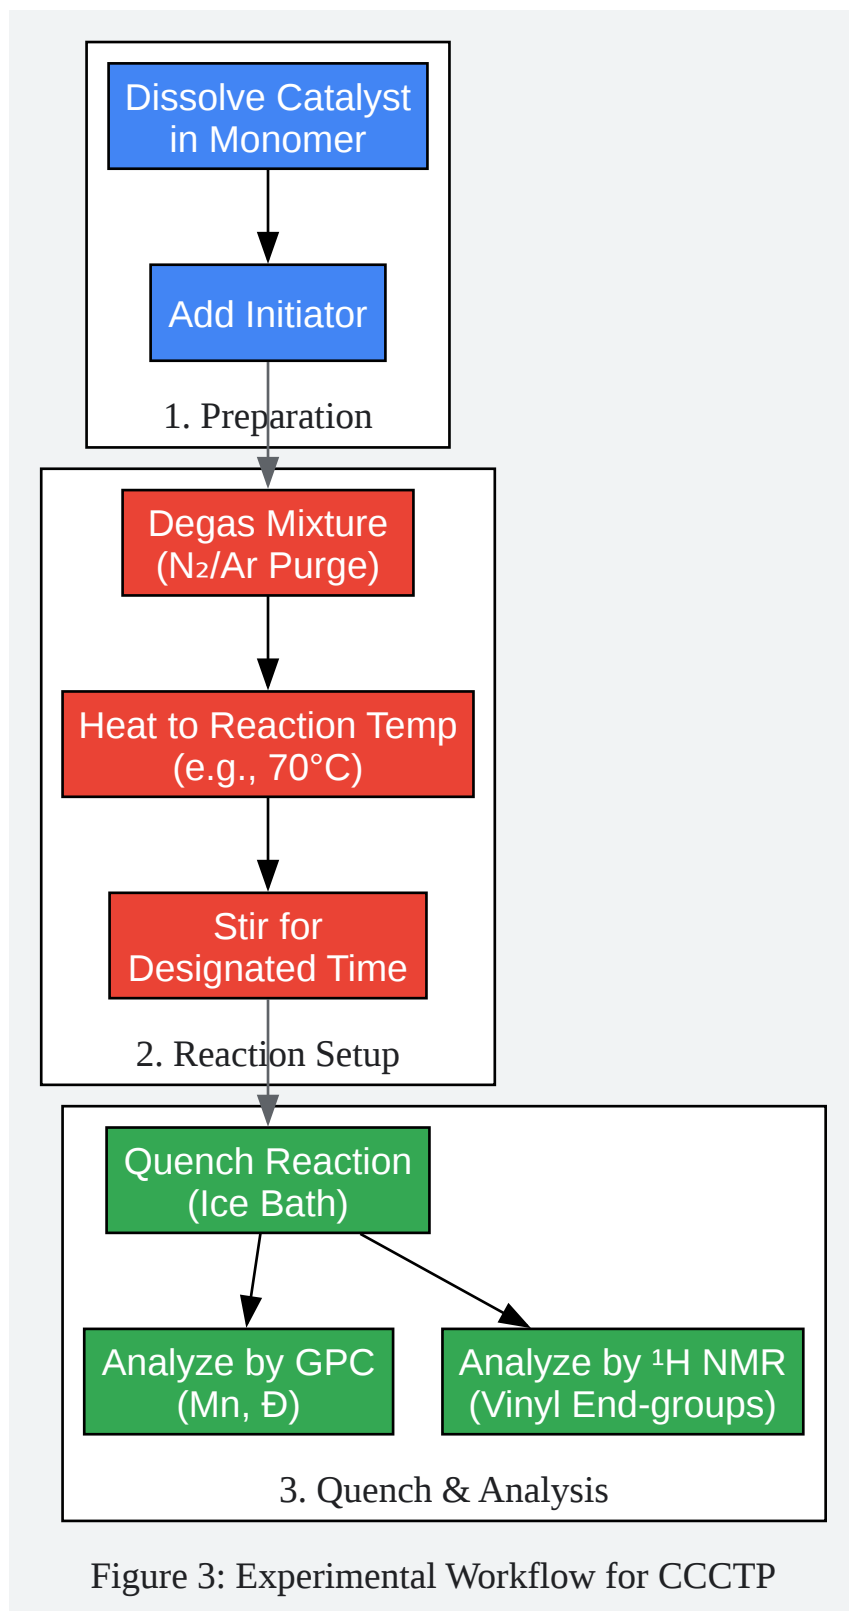 Dissolve Catalyst
in Monomer
Add Initiator
1. Preparation
Degas Mixture
(N₂/Ar Purge)
Heat to Reaction Temp
(e.g., 70°C)
Stir for
Designated Time
2. Reaction Setup
Quench Reaction
(Ice Bath)
Analyze by GPC
(Mn, Đ)
Analyze by ¹H NMR
(Vinyl End-groups)
3. Quench & Analysis
Figure 3: Experimental Workflow for CCCTP